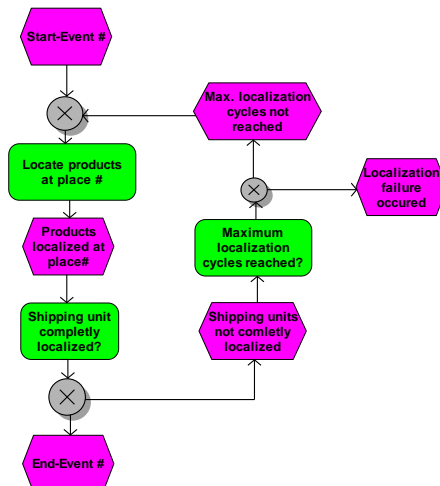 Start-Event #
Max. localization
cycles not
reached
Locate products
at place #
Localization
failure
occured
Products
localized at
place#
Maximum
localization
cycles reached?
Shipping unit
completly
localized?
Shipping units
not comletly
localized
End-Event #